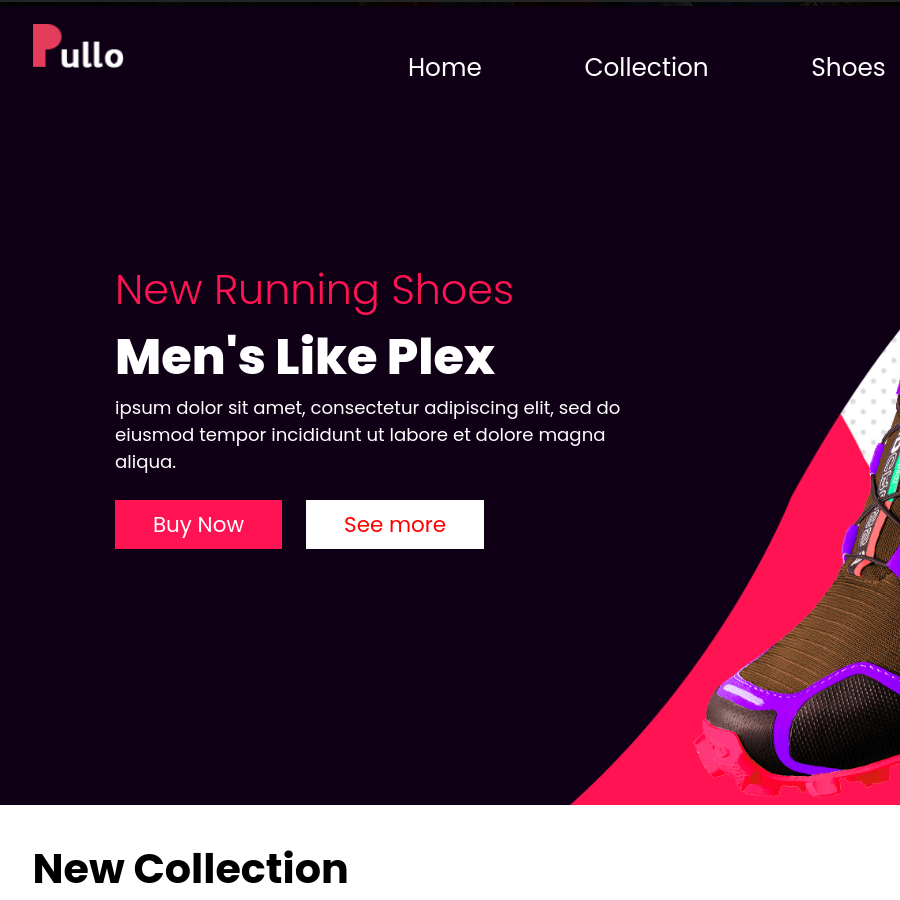 Pullo
Home Collection Shoes
New Running Shoes
Men's Like Plex
ipsum dolor sit amet, consectetur adipiscing elit, sed do
eiusmod tempor incididunt ut labore et dolore magna
aliqua.
Buy Now See more
New Collection